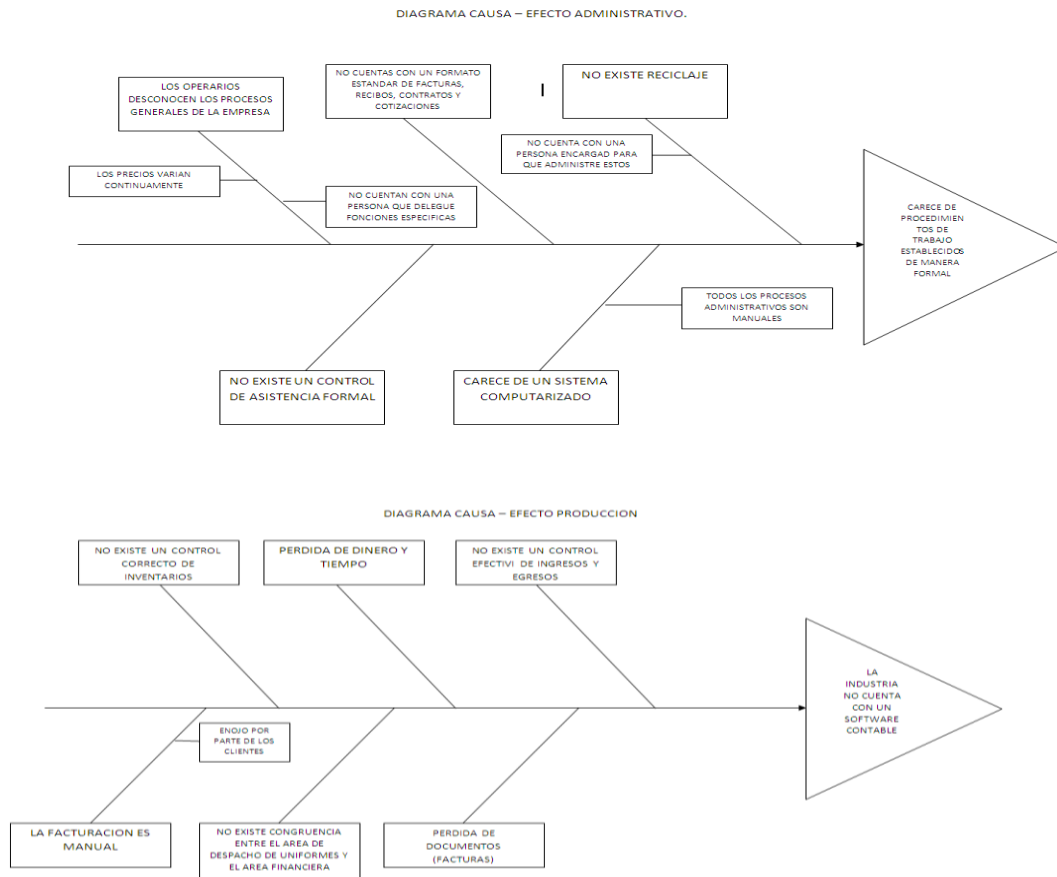 DIAGRAMA CAUSA – EFECTO ADMINISTRATIVO.
LOS OPERARIOS
DESCONOCEN LOS PROCESOS
GENERALES DE LA EMPRESA
NO CUENTAS CON UN FORMATO
ESTANDAR DE FACTURAS,
RECIBOS, CONTRATOS Y
COTIZACIONES
I
NO EXISTE RECICLAJE
NO CUENTA CON UNA
PERSONA ENCARGAD PARA
QUE ADMINISTRE ESTOS
LOS PRECIOS VARIAN
CONTINUAMENTE
NO CUENTAN CON UNA
PERSONA QUE DELEGUE
FONCIONES ESPECIFICAS
CARECE DE
PROCEDIMIEN
TOS DE
TRABAJO
ESTABLECIDOS
DE MANERA
FORMAL
TODOS LOS PROCESOS
ADMINISTRATIVOS SON
MANUALES
NO EXISTE UN CONTROL
DE ASISTENCIA FORMAL
CARECE DE UN SISTEMA
COMPUTARIZADO
DIAGRAMA CAUSA – EFECTO PRODUCCION
NO EXISTE UN CONTROL
CORRECTO DE
INVENTARIOS
PERDIDA DE DINERO Y
TIEMPO
NO EXISTE UN CONTROL
EFECTIVI DE INGRESOS Y
EGRESOS
LA
INDUSTRIA
NO CUENTA
CON UN
SOFTWARE
CONTABLE
ENOJO POR
PARTE DE LOS
CLIENTES
LA FACTURACION ES
MANUAL
NO EXISTE CONGRUENCIA
ENTRE EL AREA DE
DESPACHO DE UNIFORMES Y
EL AREA FINANCIERA
PERDIDA DE
DOCUMENTOS
(FACTURAS)